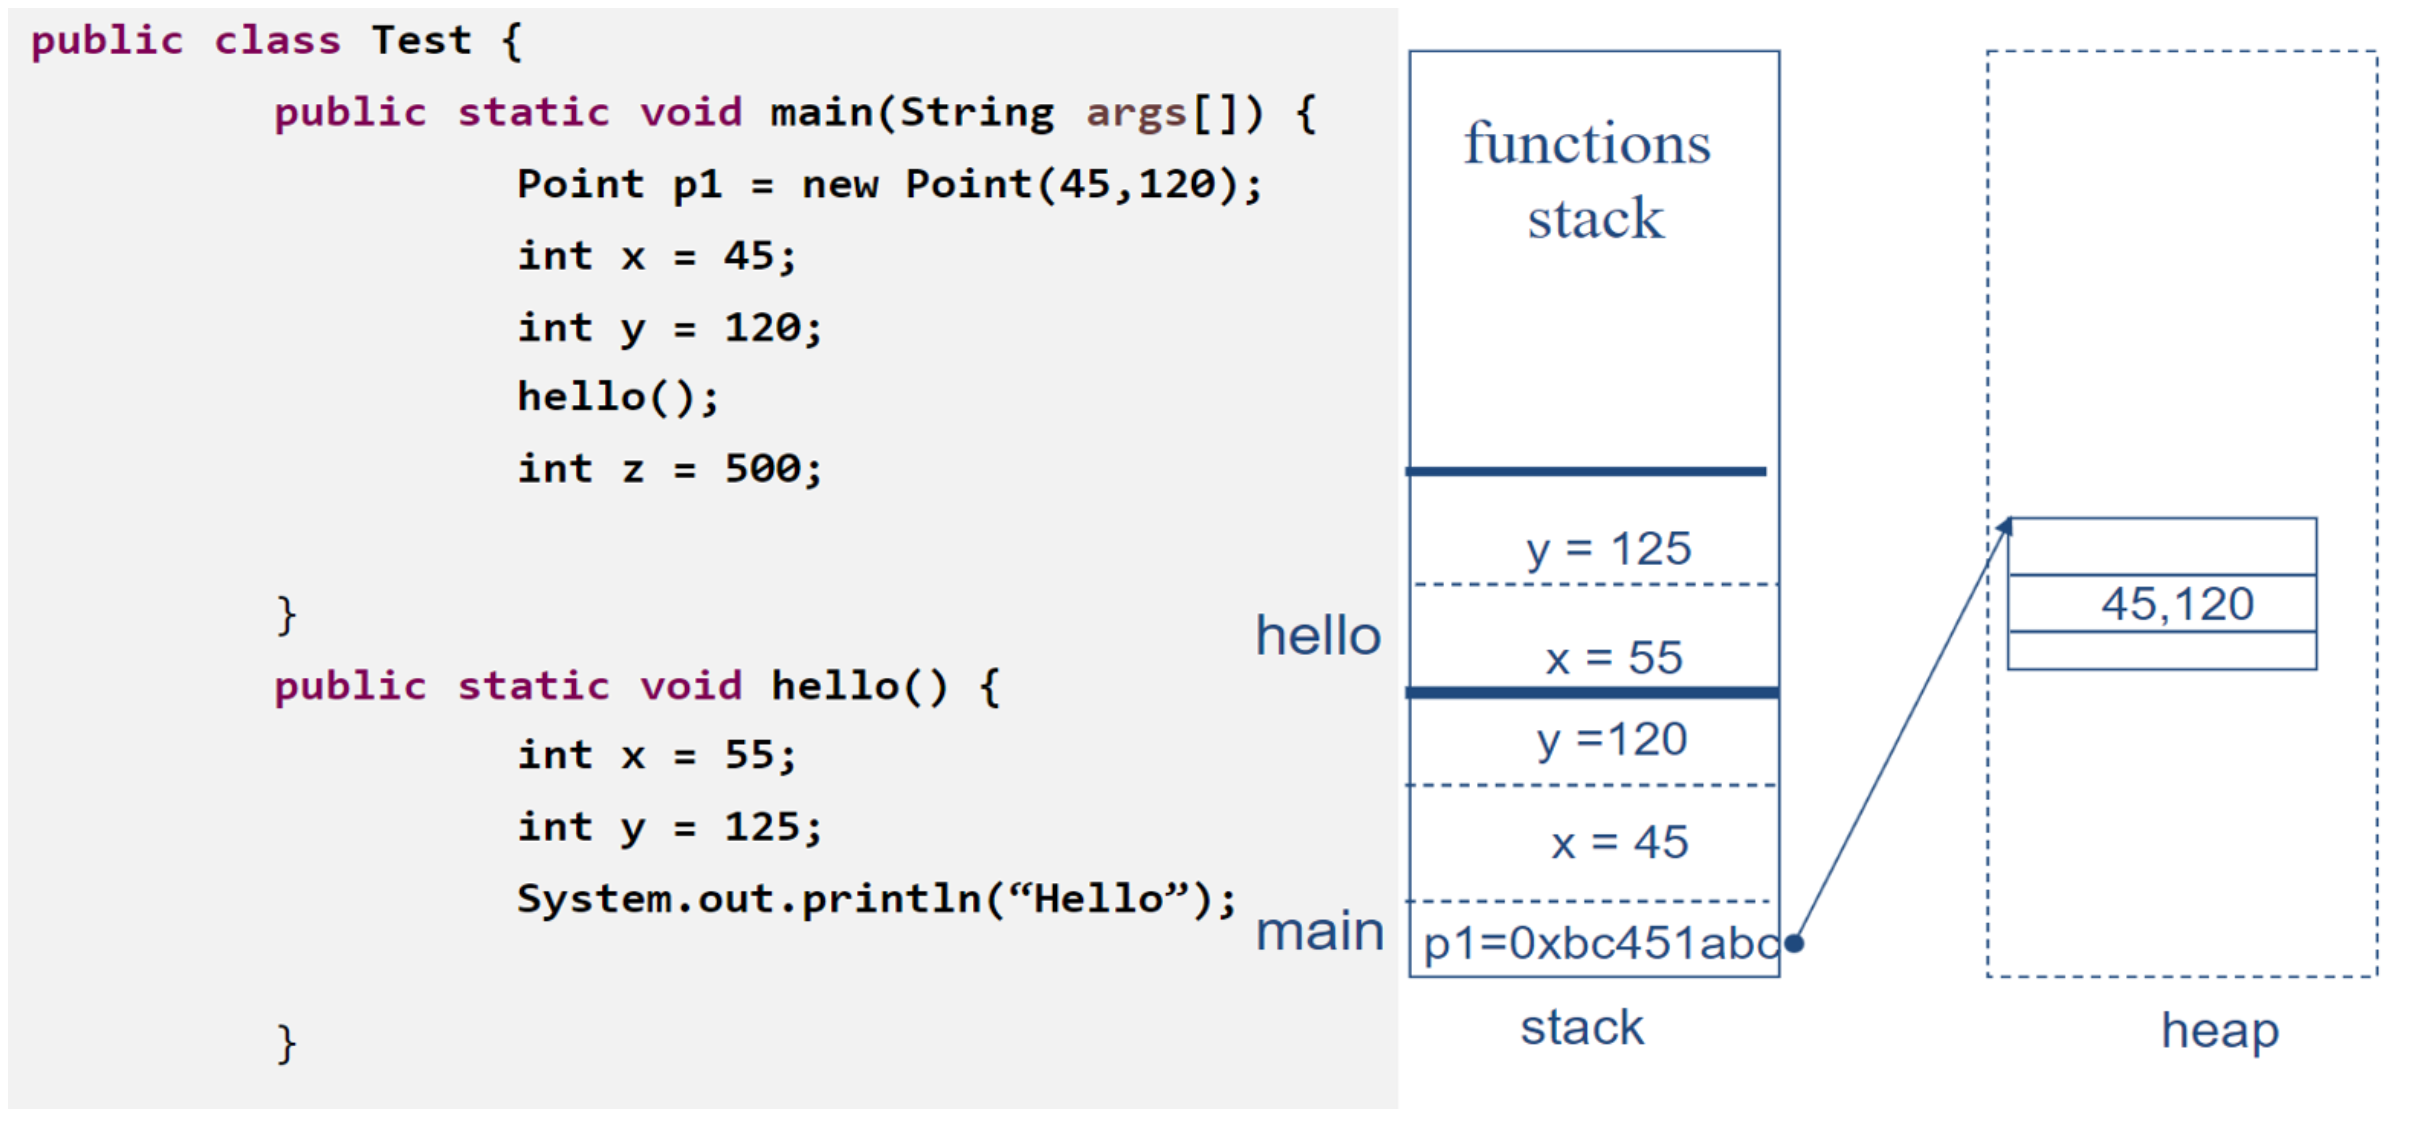 public class Test {
public static void main(String args[]) {
Point p1 = new Point(45,120);
int x = 45;
int y = 120;
hello();
int z = 500;
}
public static void hello() {
int x = 55;
int y = 125;
System.out.println(“Hello”);
}
functions
stack
y = 125
hello
x = 55
y =120
x = 45
main
p1=0xbc451abc
stack
45,120
heap